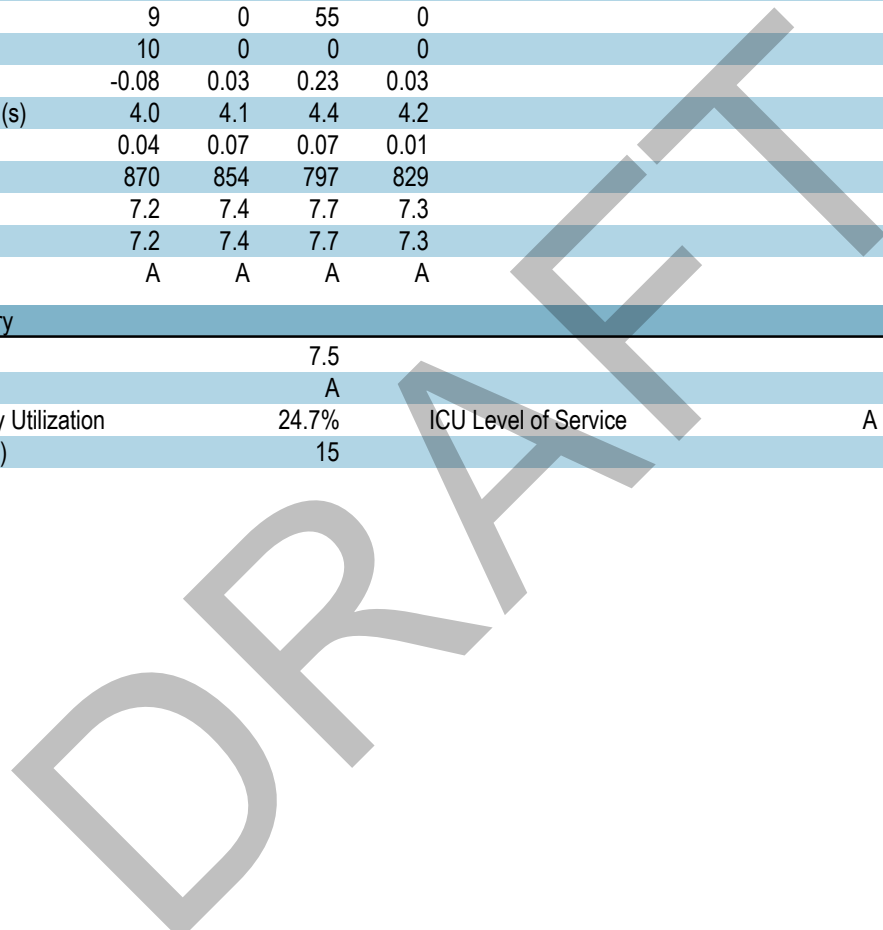 9 0 55 0
10 0 0 0
-0.08 0.03 0.23 0.03
(s) 4.0 4.1 4.4 4.2
0.04 0.07 0.07 0.01
870 854 797 829
7.2 7.4 7.7 7.3
7.2 7.4 7.7 7.3
A A A A
7.5
A
Utilization 24.7% ICU Level of Service A
) 15
DRAFT